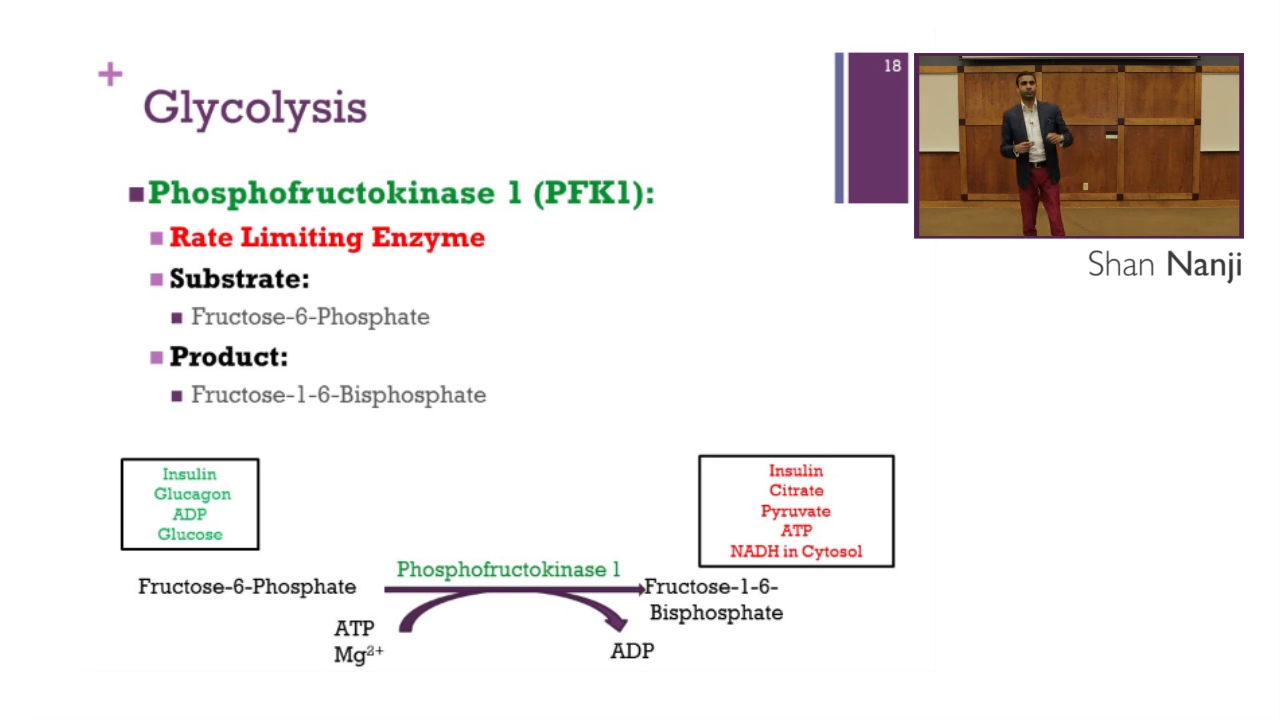 +
Glycolysis
18
Phosphofructokinase 1 (PFK1):
Rate Limiting Enzyme
Substrate:
Fructose-6-Phosphate
Product:
Fructose-1-6-Bisphosphate
Insulin
Glucagon
ADP
Glucose
Insulin
Citrate
Pyruvate
ATP
NADH in Cytosol
Fructose-6-Phosphate
Phosphofructokinase 1
Fructose-1-6-
Bisphosphate
ATP
Mg²⁺
ADP
Shan Nanji